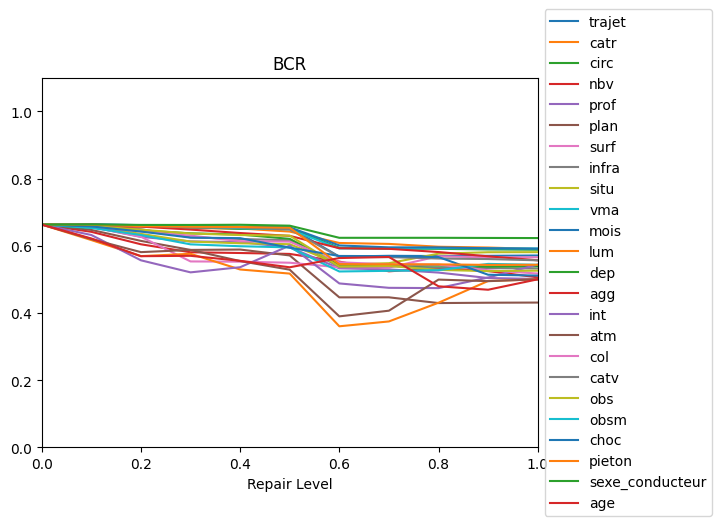 BCR
1.0
0.8
0.6
0.4
0.2
0.0
0.0 0.2 0.4 0.6 0.8 1.0
Repair Level
trajet
catr
circ
nbv
prof
plan
surf
infra
situ
vma
mois
lum
dep
agg
int
atm
col
catv
obs
obsm
choc
pieton
sexe_conducteur
age